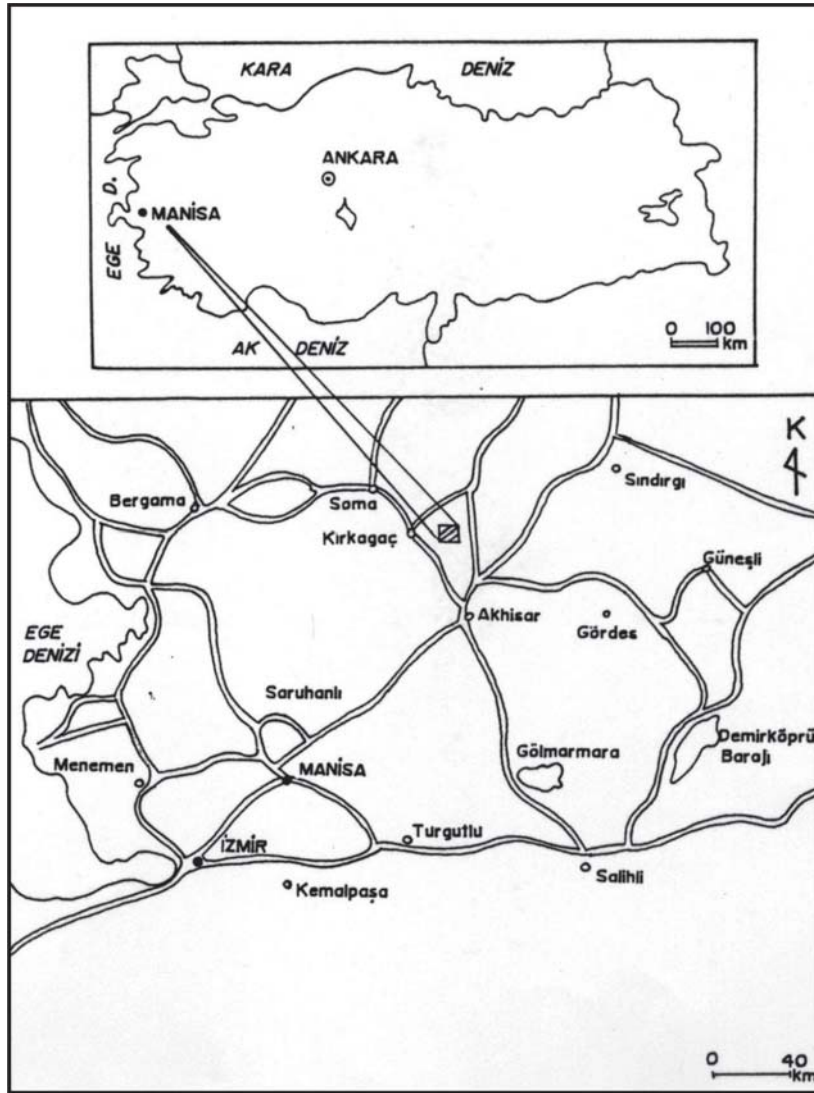 KARA DENİZ
ANKARA
EGE D.
MANİSA
AK DENİZ
0 100
km
K
Sındırgı
Bergama
Soma
Kırkagaç
Güneşli
Akhisar
Gördes
EGE
DENİZİ
Saruhanlı
Gölmarmara
Demirköprü
Barajı
Menemen
MANİSA
Turgutlu
İZMİR
Salihli
Kemalpaşa
0 40
km